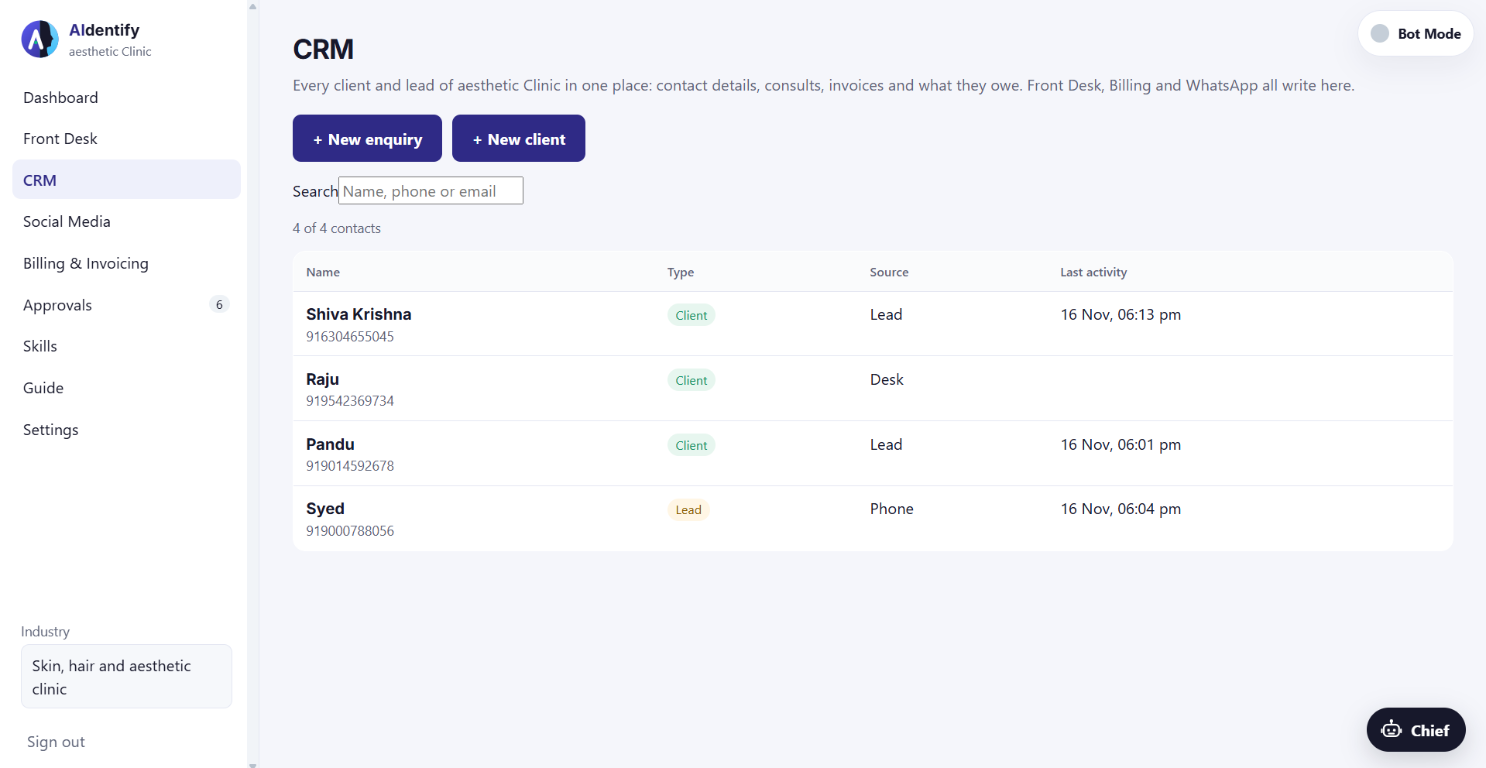 AIdentify
aesthetic Clinic
Dashboard
Front Desk
CRM
Social Media
Billing & Invoicing
Approvals 6
Skills
Guide
Settings
Industry
Skin, hair and aesthetic
clinic
Sign out
Bot Mode
CRM
Every client and lead of aesthetic Clinic in one place: contact details, consults, invoices and what they owe. Front Desk, Billing and WhatsApp all write here.
+ New enquiry + New client
Search Name, phone or email
4 of 4 contacts
Name Type Source Last activity
Shiva Krishna Client Lead 16 Nov, 06:13 pm
916304655045
Raju Client Desk
919542369734
Pandu Client Lead 16 Nov, 06:01 pm
919014592678
Syed Lead Phone 16 Nov, 06:04 pm
919000788056
Chief